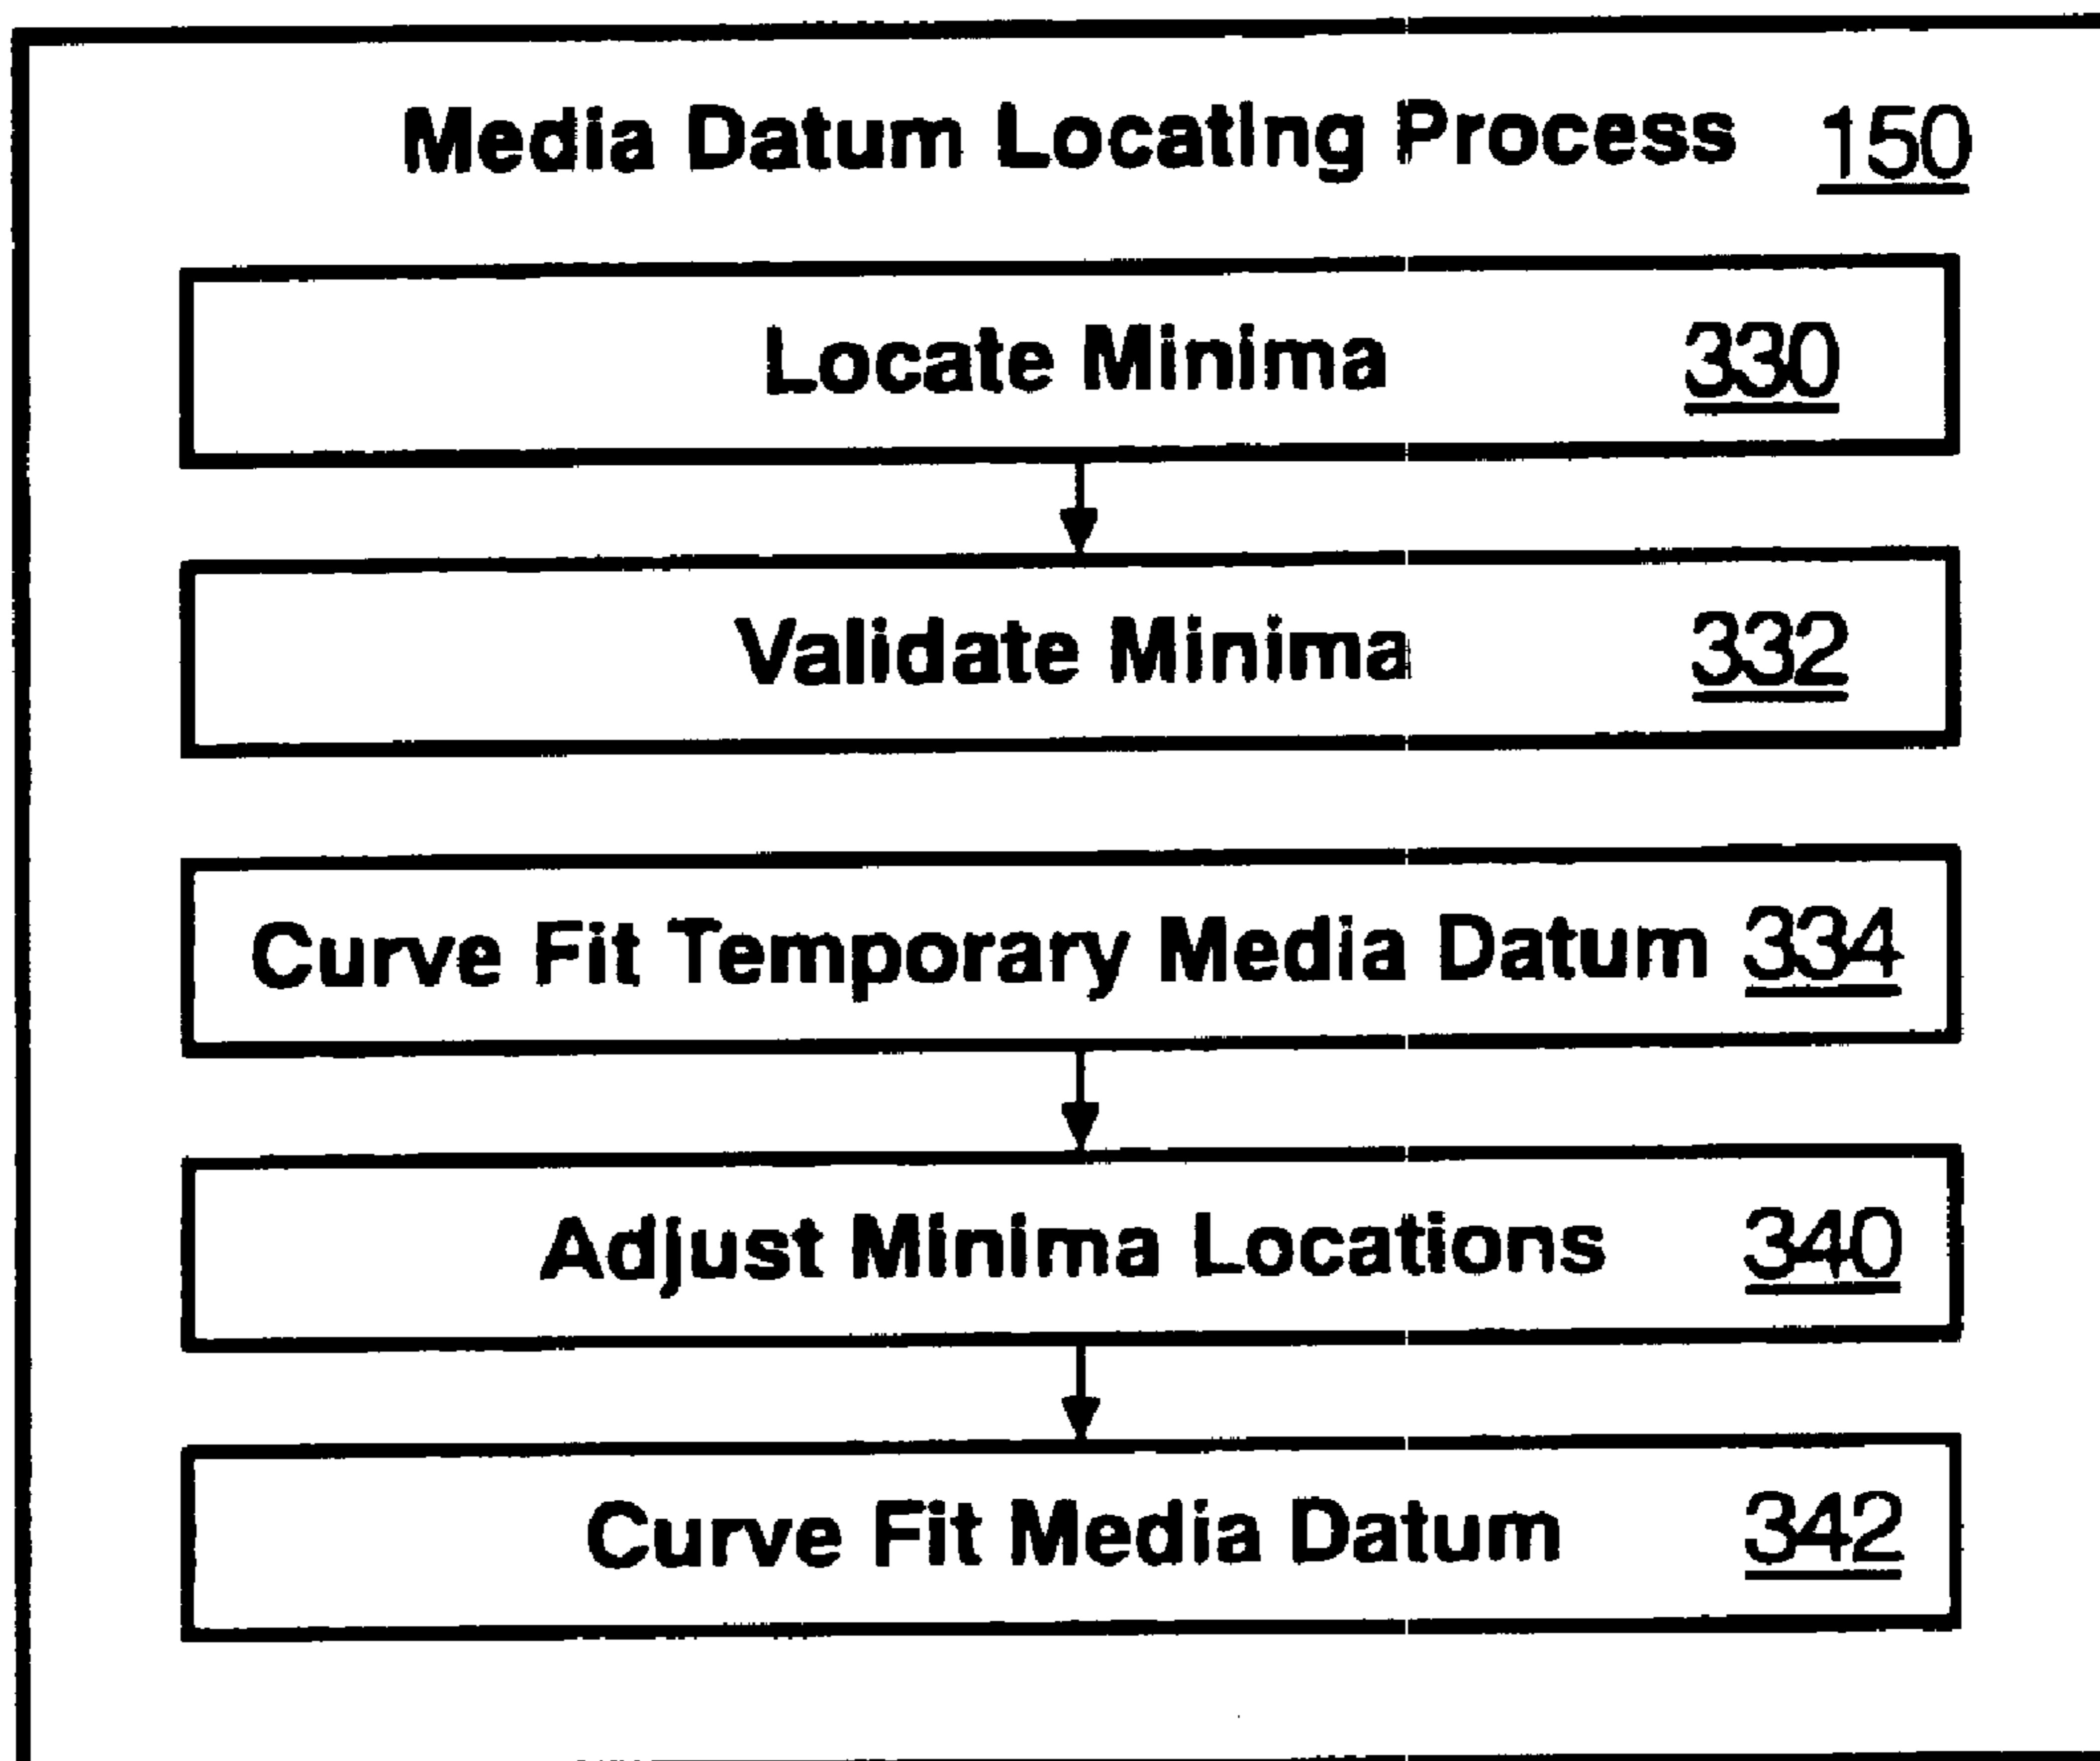 Media Datum Locating Process 150
Locate Minima 330
Validate Minima 332
Curve Fit Temporary Media Datum 334
Adjust Minima Locations 340
Curve Fit Media Datum 342